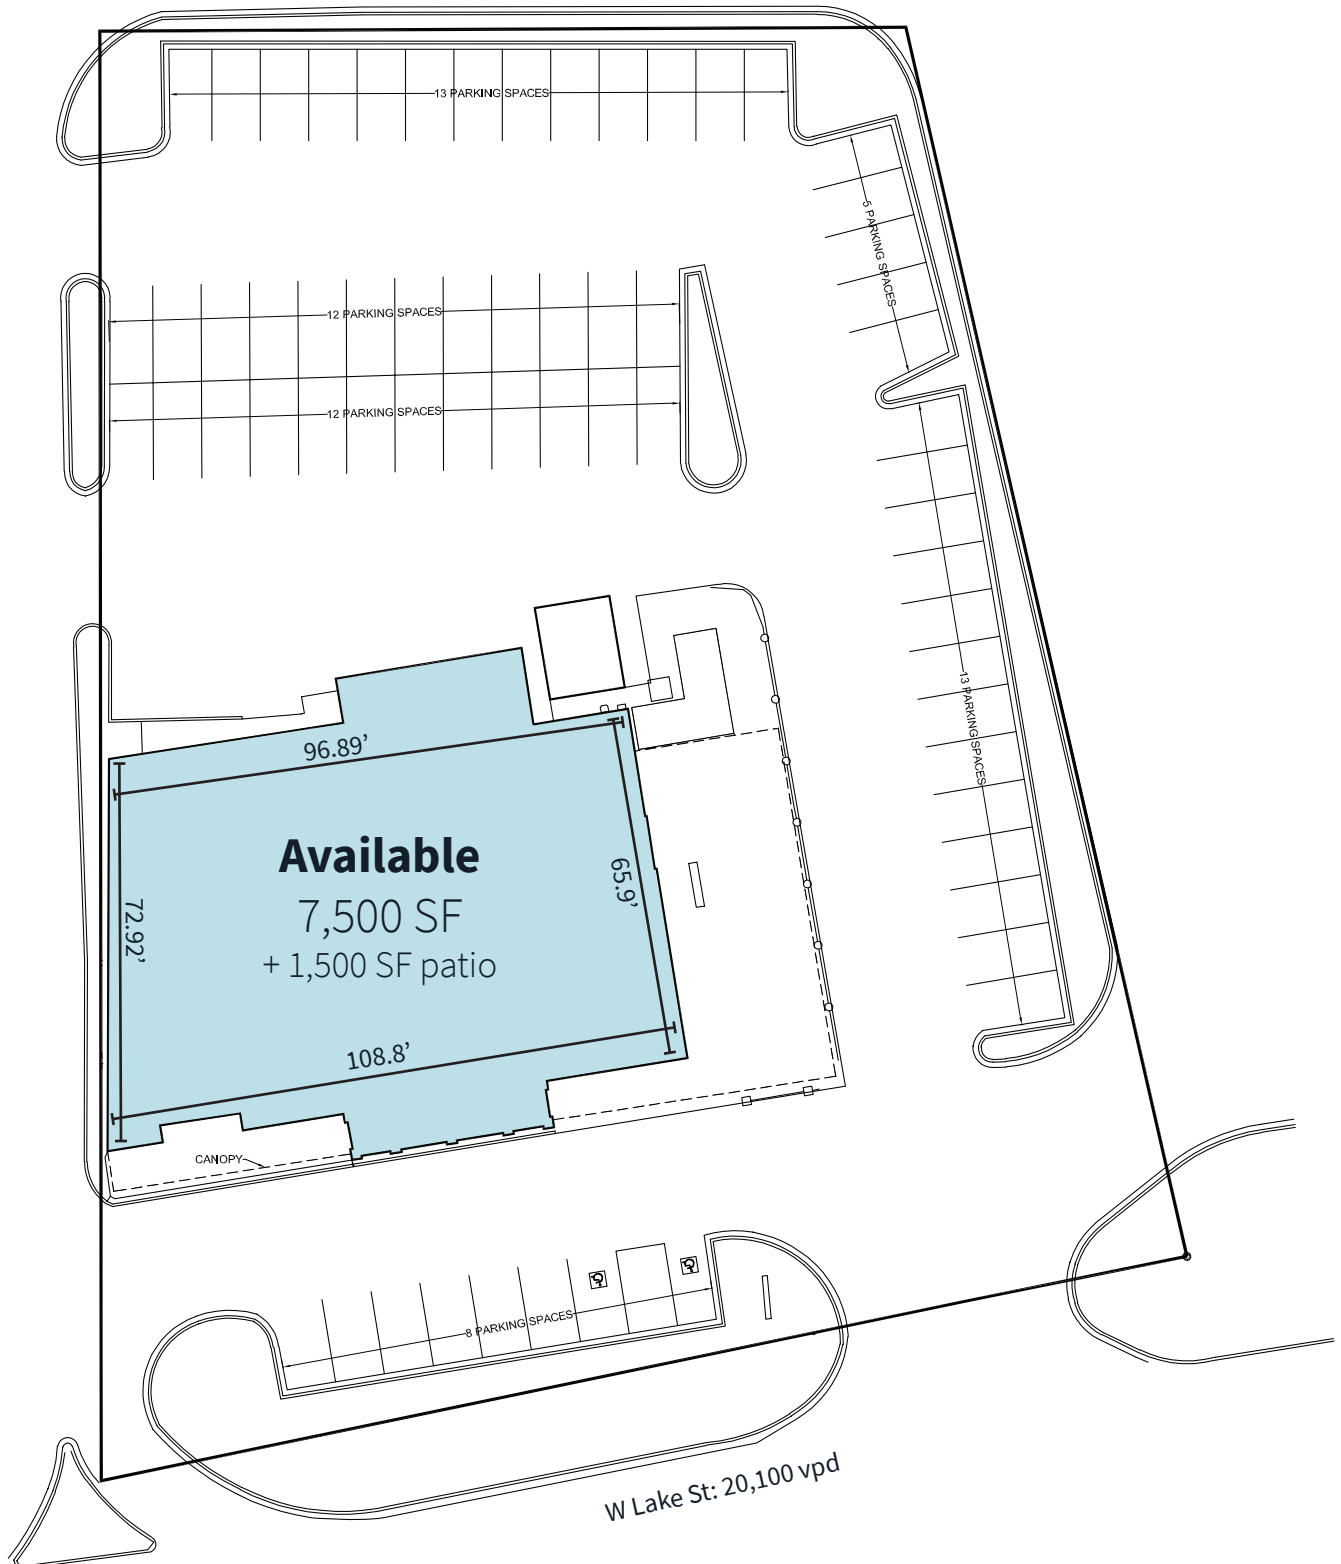 13 PARKING SPACES
5 PARKING SPACES
12 PARKING SPACES
12 PARKING SPACES
13 PARKING SPACES
96.89’
Available
7,500 SF
+ 1,500 SF patio
72.92’
65.9’
108.8’
CANOPY
8 PARKING SPACES
W Lake St: 20,100 vpd